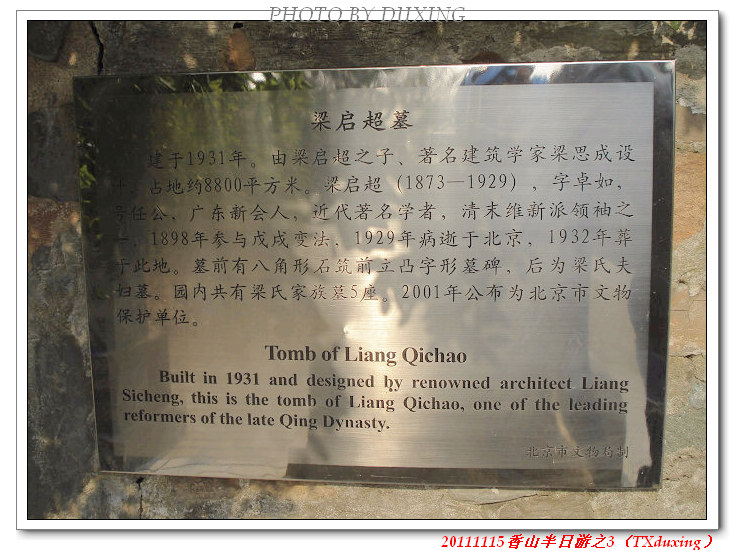 PHOTO BY DUXING
梁启超墓
建于1931年。由梁启超之子、著名建筑学家梁思成设
计，占地约8800平方米。梁启超（1873—1929），字卓如，
号任公，广东新会人，近代著名学者，清末维新派领袖之
一，1898年参与戊戌变法，1929年病逝于北京，1932年葬
于此地。墓前有八角形石筑前立凸字形墓碑，后为梁氏夫
妇墓。园内共有梁氏家族墓5座。2001年公布为北京市文物
保护单位。
Tomb of Liang Qichao
Built in 1931 and designed by renowned architect Liang
Sicheng, this is the tomb of Liang Qichao, one of the leading
reformers of the late Qing Dynasty.
北京市文物局制
20111115香山半日游之3（TXduxing）